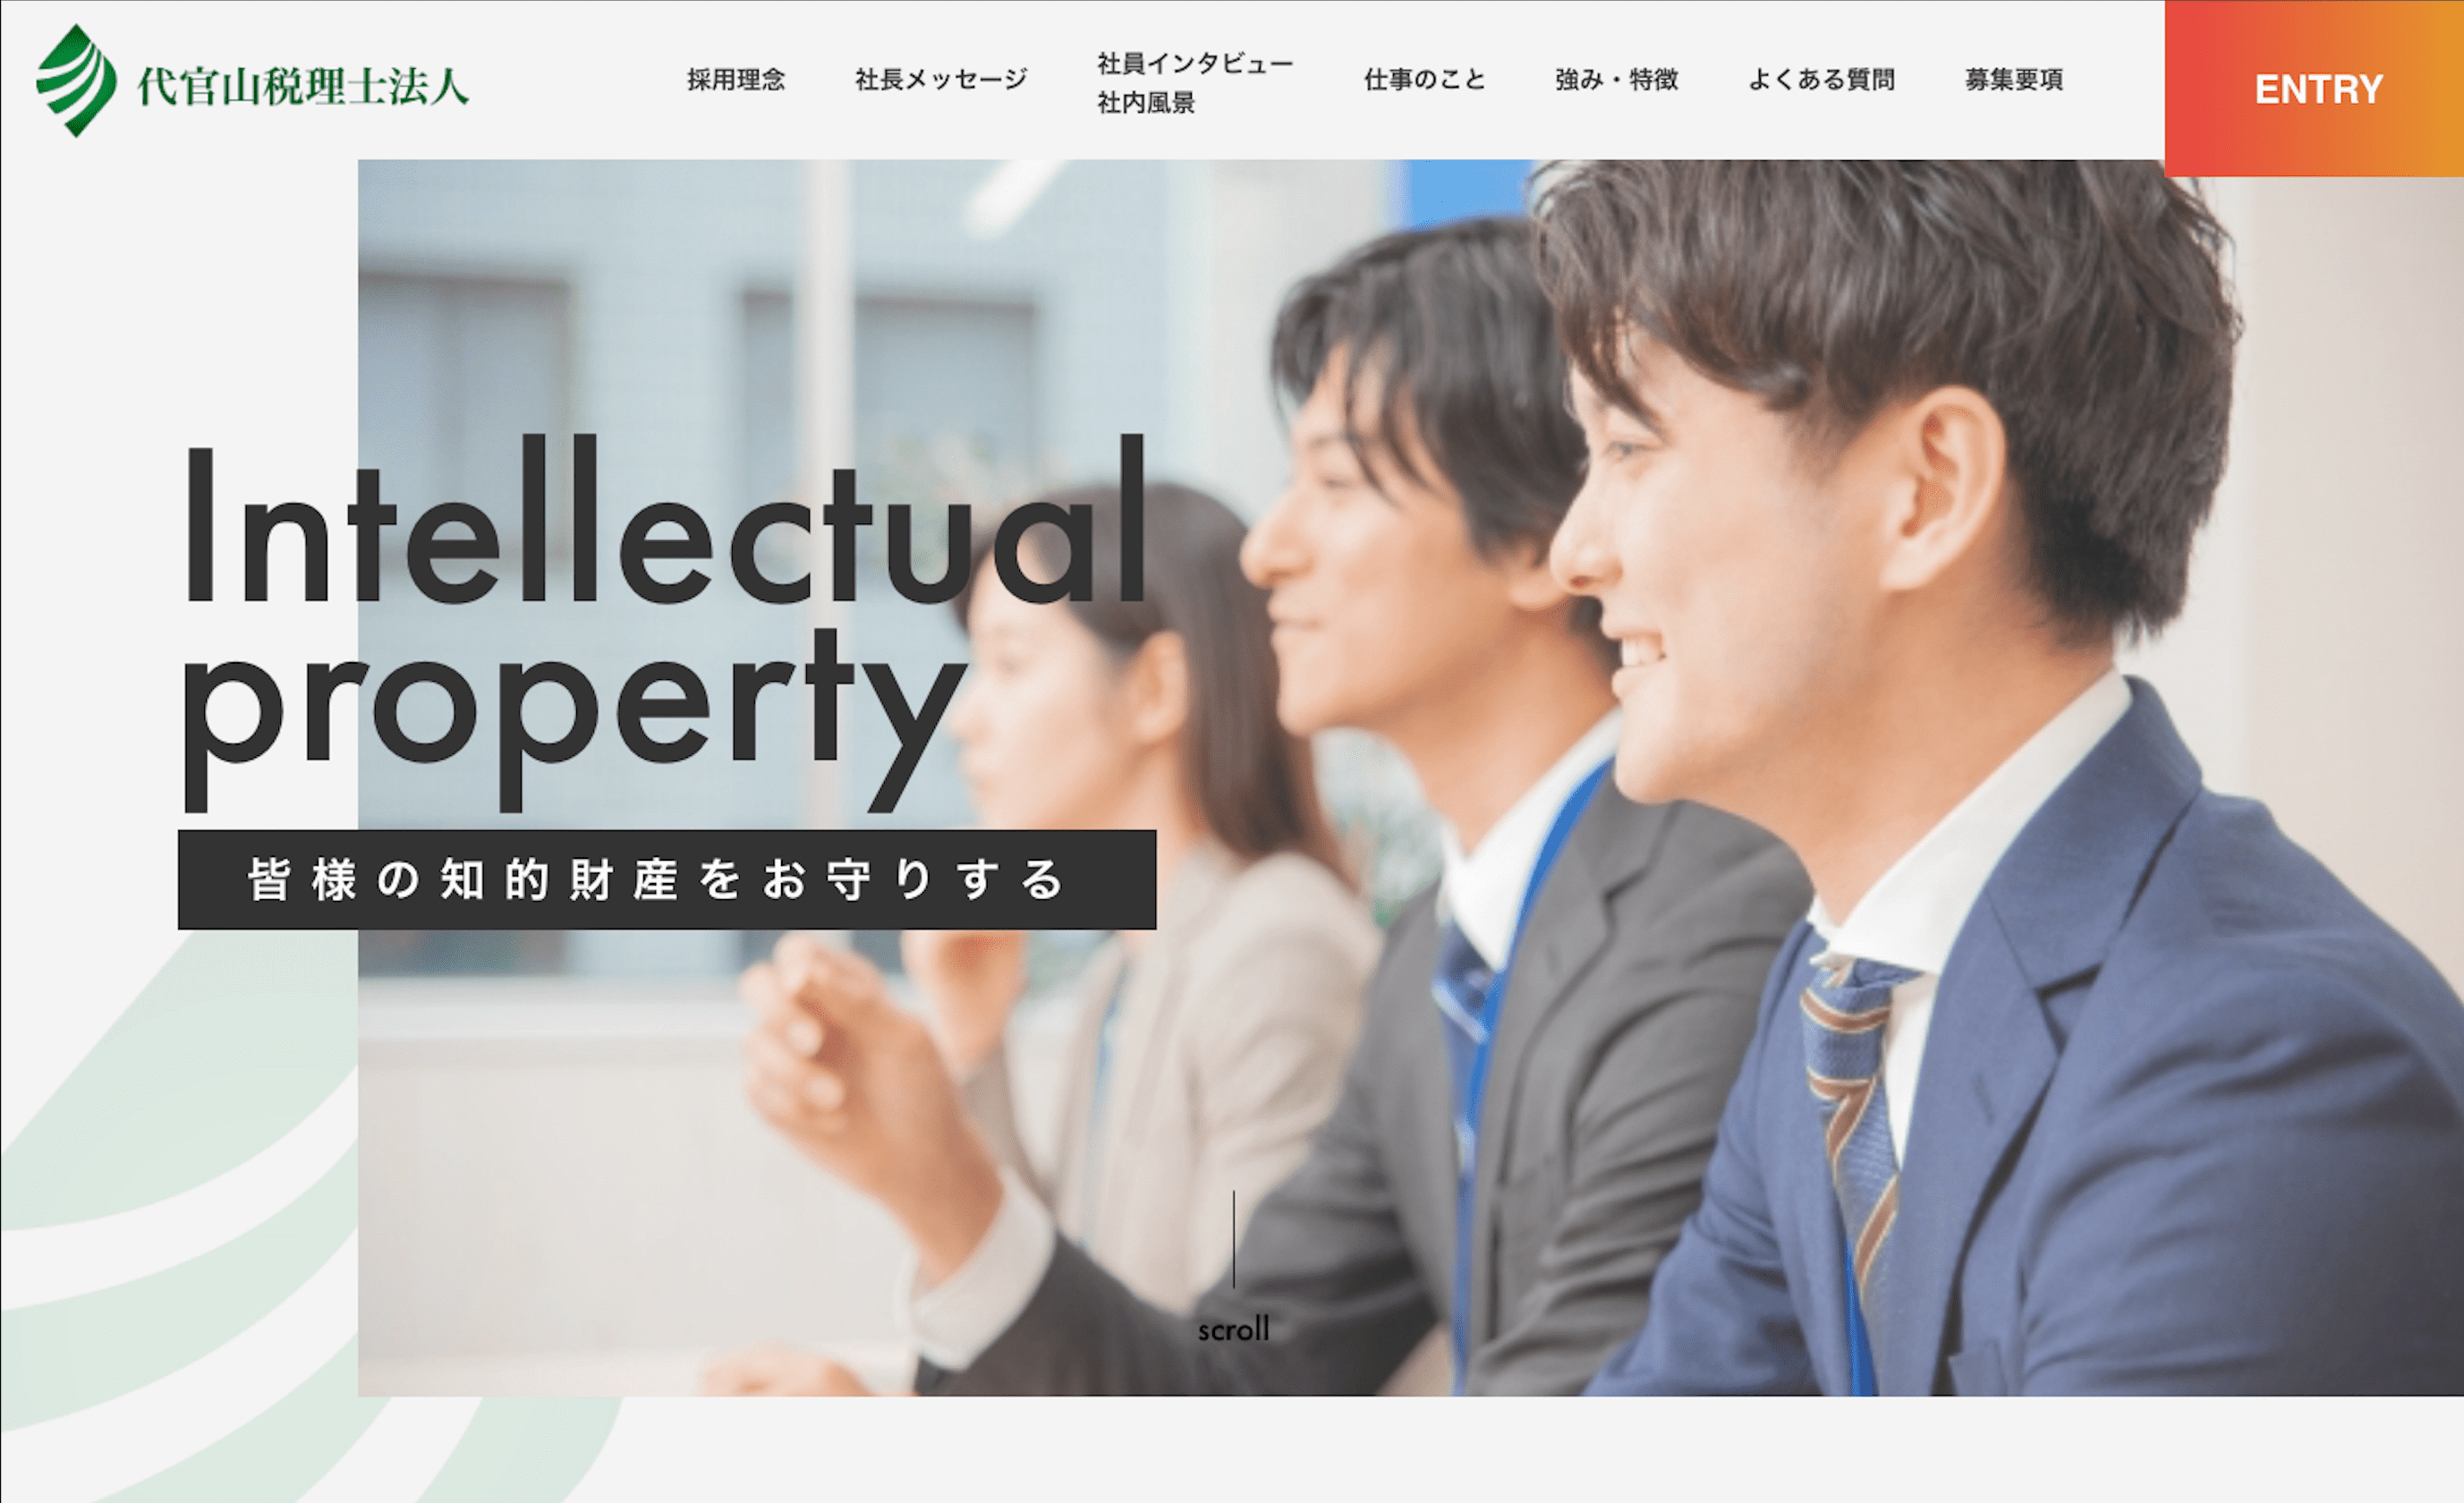 代官山税理士法人
採用理念
社長メッセージ
社員インタビュー
社内風景
仕事のこと
強み・特徴
よくある質問
募集要項
ENTRY
Intellectual
property
皆様の知的財産をお守りする
scroll